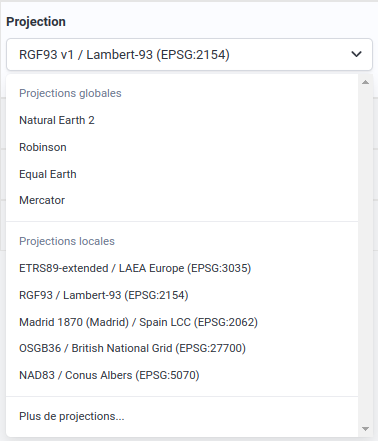 Projection
RGF93 v1 / Lambert-93 (EPSG:2154)
Projections globales
Natural Earth 2
Robinson
Equal Earth
Mercator
Projections locales
ETRS89-extended / LAEA Europe (EPSG:3035)
RGF93 / Lambert-93 (EPSG:2154)
Madrid 1870 (Madrid) / Spain LCC (EPSG:2062)
OSGB36 / British National Grid (EPSG:27700)
NAD83 / Conus Albers (EPSG:5070)
Plus de projections...